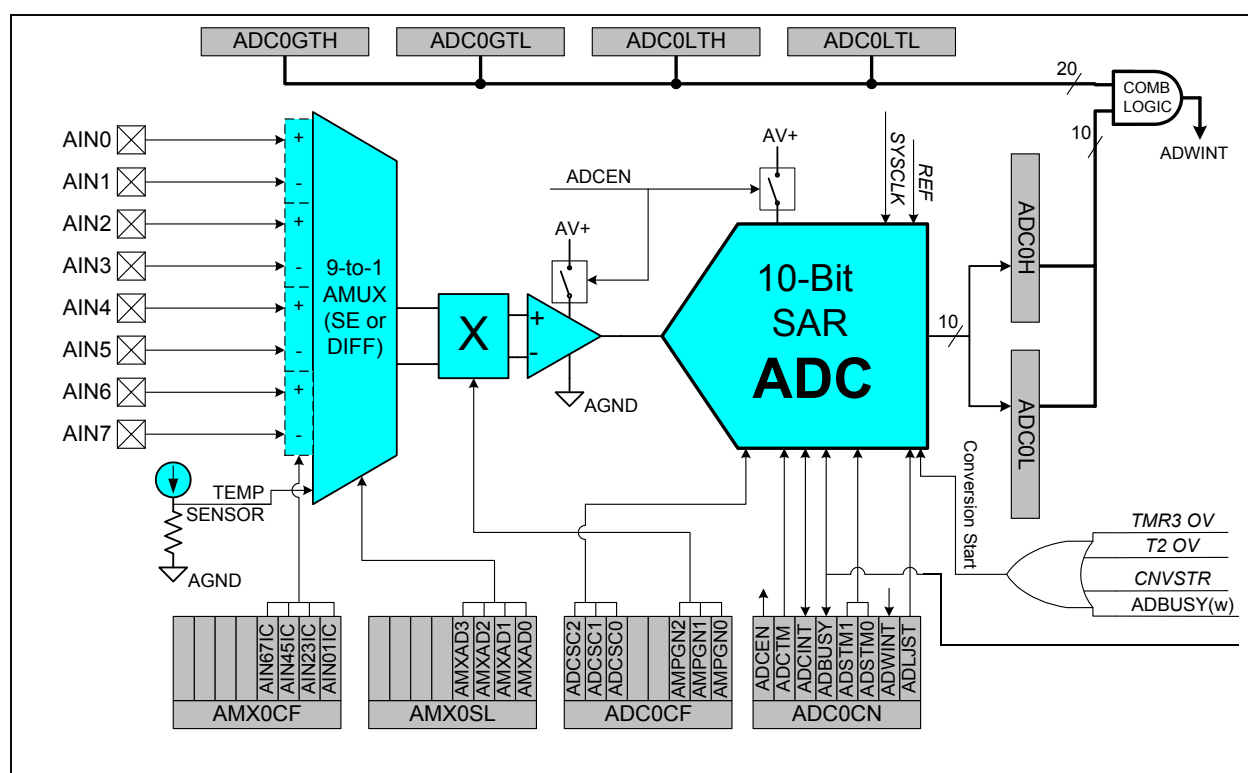 ADC0GTH
ADC0GTL
ADC0LTH
ADC0LTL
20
COMB
LOGIC
10
ADWINT
AIN0
AIN1
AIN2
AIN3
AIN4
AIN5
AIN6
AIN7
+
-
+
-
+
-
+
-
9-to-1
AMUX
(SE or
DIFF)
TEMP
SENSOR
AGND
X
+
-
AV+
AGND
ADCEN
AV+
SYSCLK
REF
10-Bit
SAR
ADC
10
ADC0H
ADC0L
Conversion Start
TMR3 OV
T2 OV
CNVSTR
ADBUSY(w)
AIN67IC
AIN45IC
AIN23IC
AIN01IC
AMX0CF
AMXAD3
AMXAD2
AMXAD1
AMXAD0
AMX0SL
ADCSC2
ADCSC1
ADCSC0
AMPGN2
AMPGN1
AMPGN0
ADC0CF
ADCEN
ADCTM
ADCINT
ADBUSY
ADSTM1
ADSTM0
ADWINT
ADLJST
ADC0CN